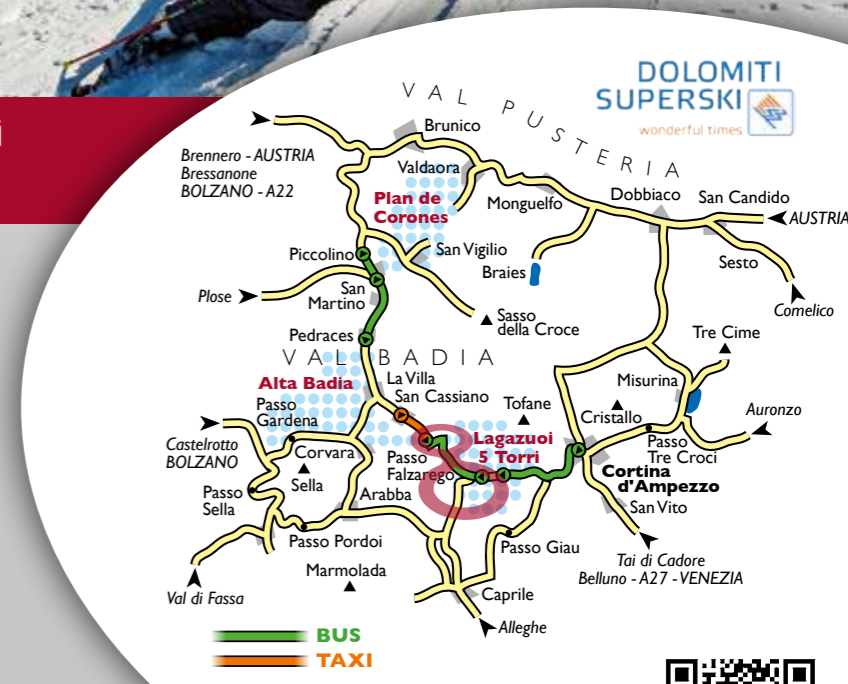 i
DOLOMITI
SUPERSKI
wonderful times
VAL PUSTERIA
Brunico
Brennero - AUSTRIA
Bressanone
BOLZANO - A22
Valdaora
Plan de
Corones
Monguelfo
Dobbiaco
San Candido
AUSTRIA
Piccolino
San Vigilio
Braies
Sesto
Plose
San
Martino
Sasso
della Croce
Comelico
Pedraces
Tre Cime
VAL BADIA
Alta Badia
La Villa
San Cassiano
Misurina
Passo
Gardena
Tofane
Cristallo
Auronzo
Castelrotto
BOLZANO
Corvara
Passo
Falzarego
Lagazuoi
5 Torri
Passo
Tre Croci
Sella
Cortina
d'Ampezzo
Passo
Sella
Arabba
San Vito
Passo Pordoi
Passo Giau
Tai di Cadore
Belluno - A27 - VENEZIA
Marmolada
Val di Fassa
Caprile
Alleghe
BUS
TAXI